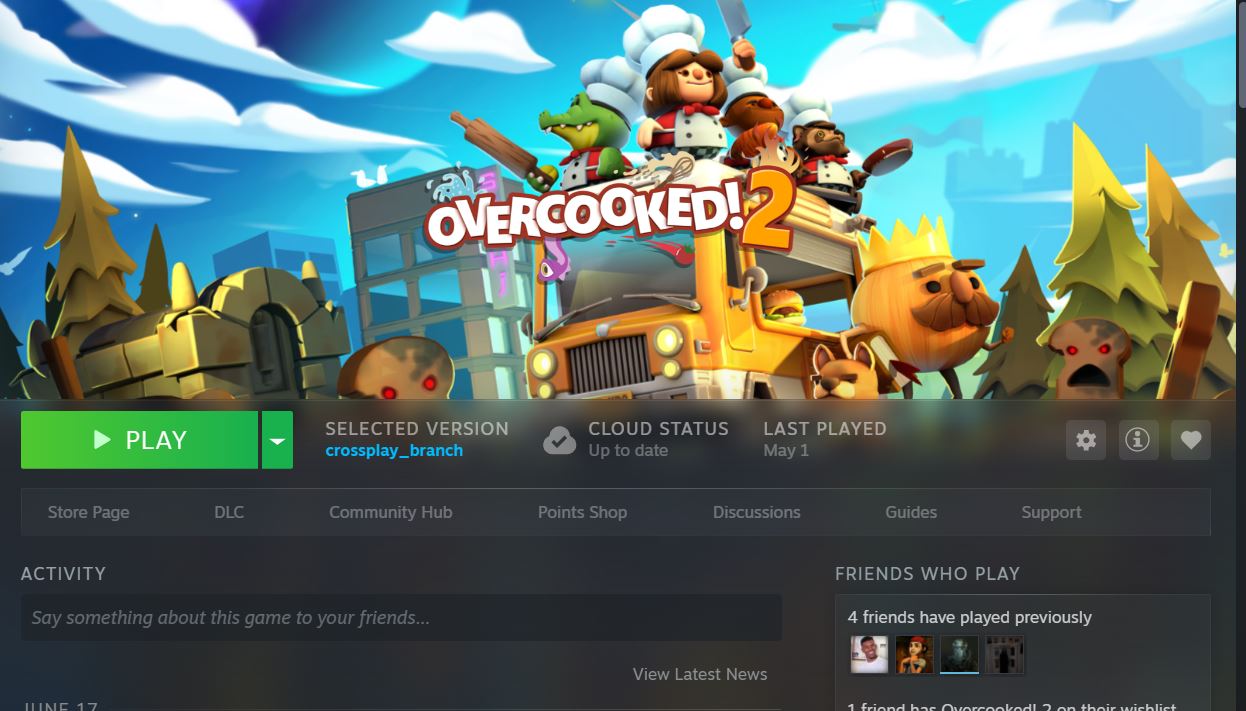 OVERCOOKED! 2
PLAY
SELECTED VERSION
crossplay_branch
CLOUD STATUS
Up to date
LAST PLAYED
May 1
Store Page
DLC
Community Hub
Points Shop
Discussions
Guides
Support
ACTIVITY
Say something about this game to your friends...
View Latest News
JUNE 17
FRIENDS WHO PLAY
4 friends have played previously
1 friend has Overcooked! 2 on their wishlist